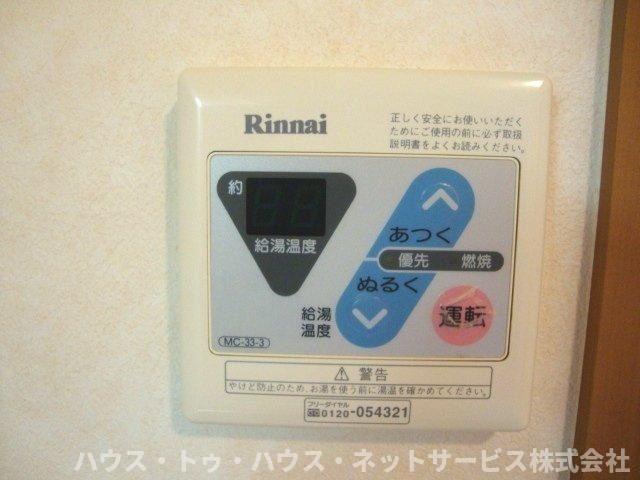 Rinnai
正しく安全にお使いいただく
ためにご使用の前に必ず取扱
説明書をよくお読みください。
約
給湯温度
あつく
優先 燃焼
ぬるく
給湯
温度
運転
MC-33-3
⚠ 警告
やけど防止のため、お湯を使う前に湯温を確かめてください。
フリーダイヤル
0120-054321
ハウス・トゥ・ハウス・ネットサービス株式会社